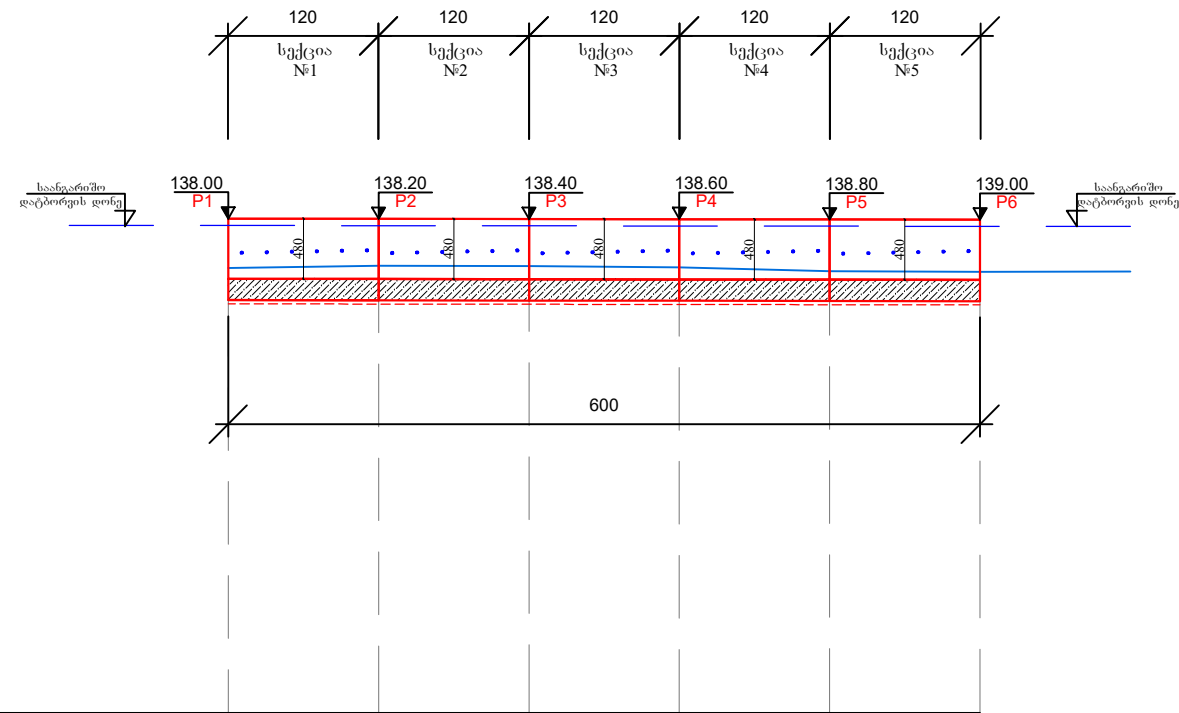 120 120 120 120 120
სექცია სექცია სექცია სექცია სექცია
№1 №2 №3 №4 №5
138.00 138.20 138.40 138.60 138.80 139.00
P1 P2 P3 P4 P5 P6
საანგარიშო
დატბორვის დონე
საანგარიშო
დატბორვის დონე
480 480 480 480 480
600